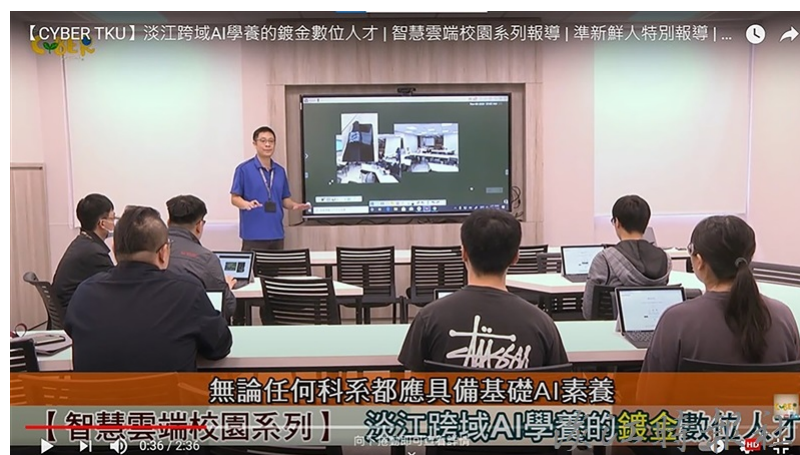 【CYBER TKU】淡江跨域AI學養的鍍金數位人才 | 智慧雲端校園系列報導 | 準新鮮人特別報導 | ...
無論任何科系都應具備基礎AI素養
【智慧雲端校園系列】 淡江跨域AI學養的鍍金數位人才
0:36 / 2:36
HD